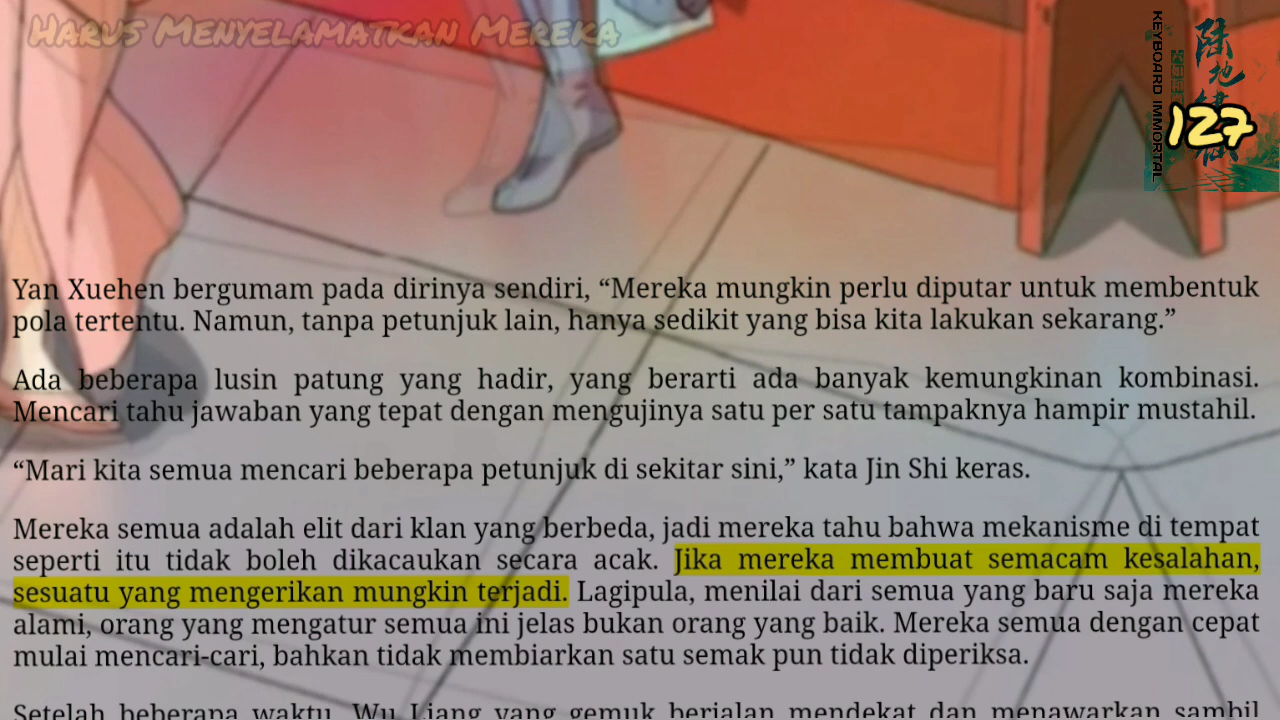 Harus Menyelamatkan Mereka
KEYBOARD IMMORTAL
127
Yan Xuehen bergumam pada dirinya sendiri, “Mereka mungkin perlu diputar untuk membentuk
pola tertentu. Namun, tanpa petunjuk lain, hanya sedikit yang bisa kita lakukan sekarang.”
Ada beberapa lusin patung yang hadir, yang berarti ada banyak kemungkinan kombinasi.
Mencari tahu jawaban yang tepat dengan mengujinya satu per satu tampaknya hampir mustahil.
“Mari kita semua mencari beberapa petunjuk di sekitar sini,” kata Jin Shi keras.
Mereka semua adalah elit dari klan yang berbeda, jadi mereka tahu bahwa mekanisme di tempat
seperti itu tidak boleh dikacaukan secara acak. Jika mereka membuat semacam kesalahan,
sesuatu yang mengerikan mungkin terjadi. Lagipula, menilai dari semua yang baru saja mereka
alami, orang yang mengatur semua ini jelas bukan orang yang baik. Mereka semua dengan cepat
mulai mencari-cari, bahkan tidak membiarkan satu semak pun tidak diperiksa.
Setelah beberapa waktu, Wu Liang yang gemuk berjalan mendekat dan menawarkan sambil